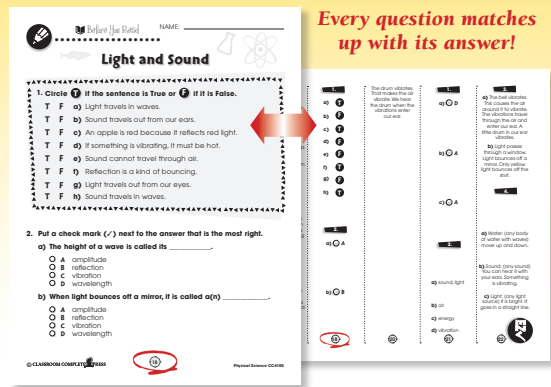 Every question matches
up with its answer!
Before You Read
NAME:
Light and Sound
1. Circle T if the sentence is True or F if it is False.
T F a) Light travels in waves.
T F b) Sound travels out from our ears.
T F c) An apple is red because it reflects red light.
T F d) If something is vibrating, it must be hot.
T F e) Sound cannot travel through air.
T F f) Reflection is a kind of bouncing.
T F g) Light travels out from our eyes.
T F h) Sound travels in waves.
2. Put a check mark (✓) next to the answer that is the most right.
a) The height of a wave is called its __________.
A amplitude
B reflection
C vibration
D wavelength
b) When light bounces off a mirror, it is called a(n) __________.
A amplitude
B reflection
C vibration
D wavelength
© CLASSROOM COMPLETE PRESS
Physical Science CC4109
1.
a) T
b) F
c) T
d) F
e) F
f) T
g) F
h) T
2.
a) A
b) B
The drum vibrates.
That makes the air
vibrate. We hear
the drum when the
vibrations enter
our ear.
1.
a) D
b) A
c) A
2.
a) sound; light
b) air
c) energy
d) vibration
3.
a) The bell vibrates.
This causes the air
around it to vibrate.
The vibrations travel
through the air and
enter our ear. A
little drum in our ear
vibrates.
b) Light passes
through a window.
Light bounces off a
mirror. Only yellow
light bounces off the
shirt.
4.
a) Water: (any body
of water with waves)
move up and down.
b) Sound: (any sound)
You can hear it with
your ears. Something
is vibrating.
c) Light: (any light
source) It is bright. It
goes in a straight line.